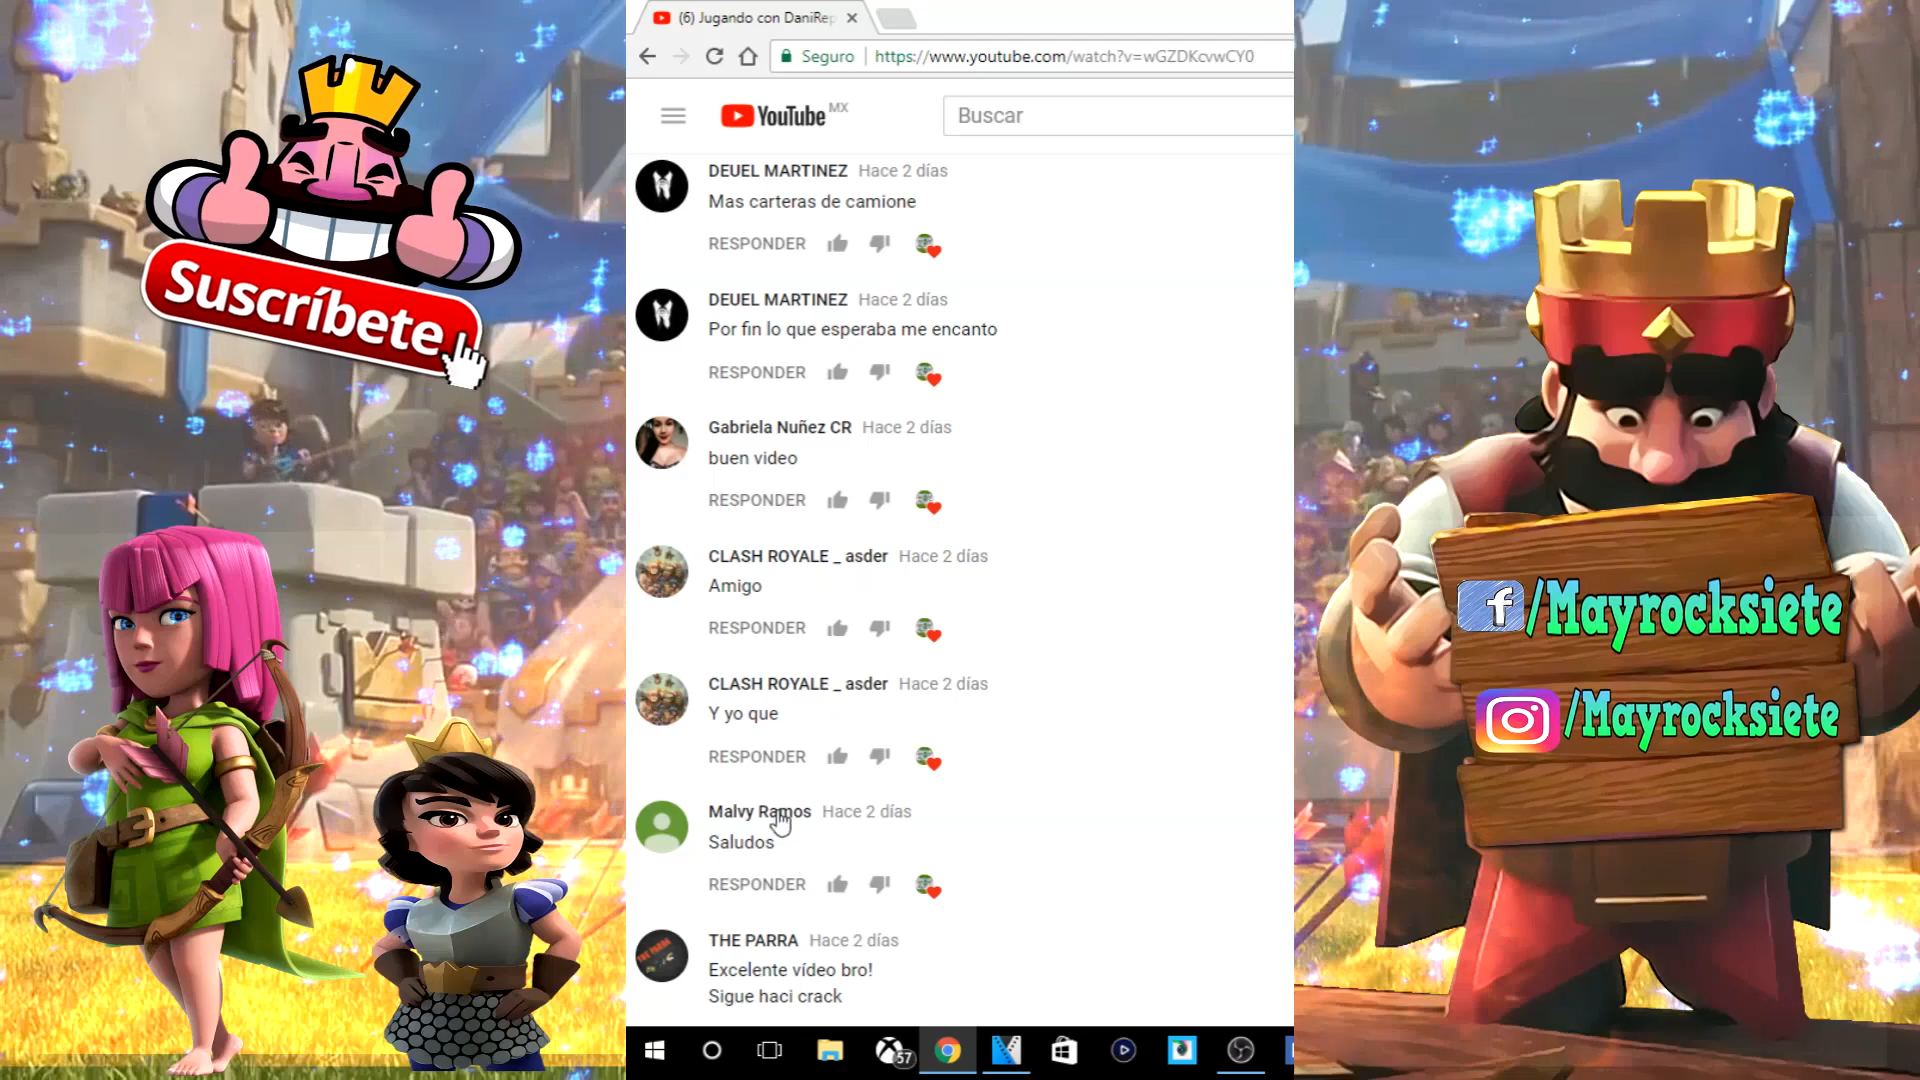 (6) Jugando con DaniRep
Seguro
https://www.youtube.com/watch?v=wGZDKcvwCY0
YouTube MX
Buscar
DEUEL MARTINEZ Hace 2 días
Mas carteras de camione
RESPONDER
DEUEL MARTINEZ Hace 2 días
Por fin lo que esperaba me encanto
RESPONDER
Gabriela Nuñez CR Hace 2 días
buen video
RESPONDER
CLASH ROYALE _ asder Hace 2 días
Amigo
RESPONDER
CLASH ROYALE _ asder Hace 2 días
Y yo que
RESPONDER
Malvy Ramos Hace 2 días
Saludos
RESPONDER
THE PARRA Hace 2 días
Excelente vídeo bro!
Sigue haci crack
57
Suscríbete
f/Mayrocksiete
/Mayrocksiete